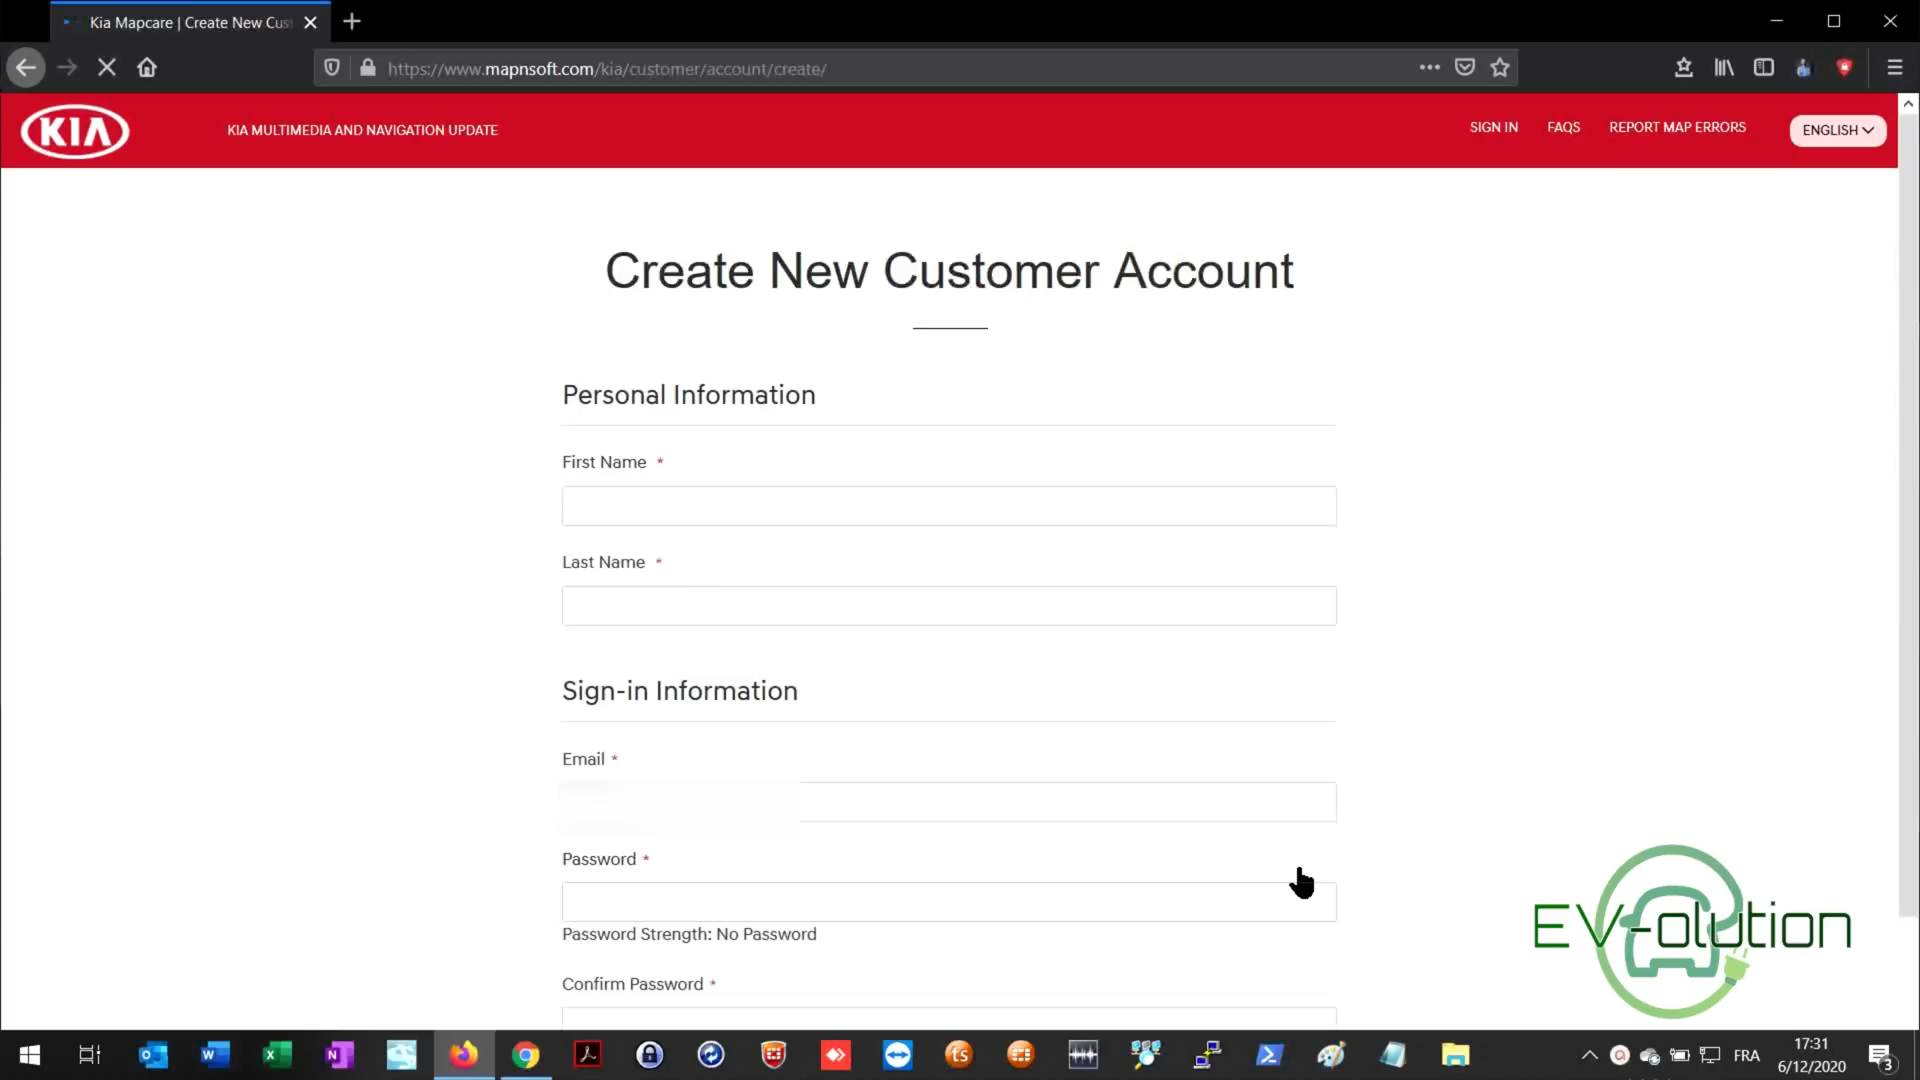 Kia Mapcare | Create New Cus
https://www.mapnsoft.com/kia/customer/account/create/
KIA
KIA MULTIMEDIA AND NAVIGATION UPDATE
SIGN IN
FAQS
REPORT MAP ERRORS
ENGLISH
Create New Customer Account
Personal Information
First Name *
Last Name *
Sign-in Information
Email *
Password *
Password Strength: No Password
Confirm Password *
EV-olution
FRA
17:31
6/12/2020
3